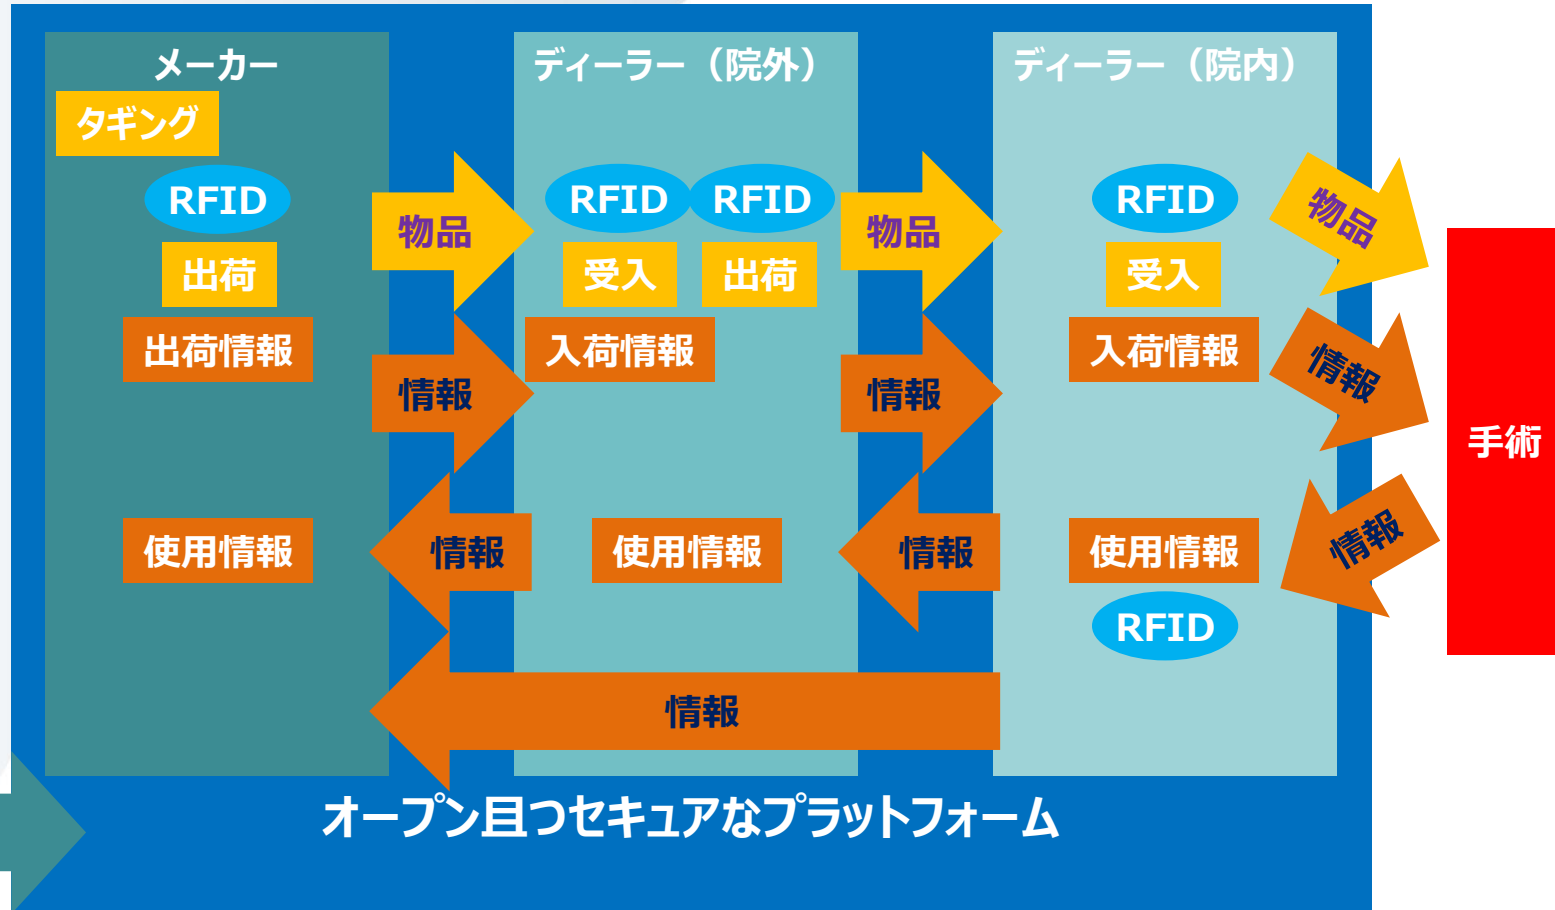 メーカー
ディーラー（院外）
ディーラー（院内）
タギング
RFID
RFID
RFID
RFID
物品
物品
物品
出荷
受入
出荷
受入
出荷情報
入荷情報
入荷情報
情報
情報
情報
手術
使用情報
情報
使用情報
情報
使用情報
情報
RFID
情報
オープン且つセキュアなプラットフォーム